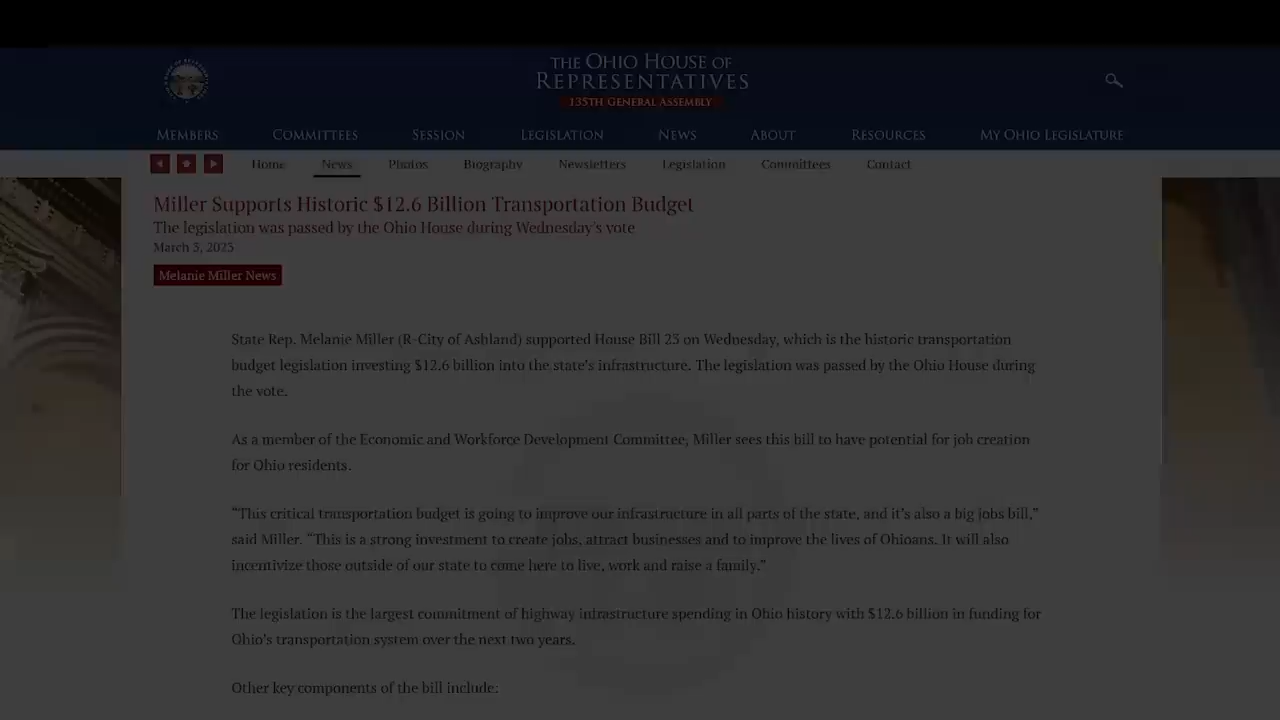 THE OHIO HOUSE OF
REPRESENTATIVES
135TH GENERAL ASSEMBLY
MEMBERS COMMITTEES SESSION LEGISLATION NEWS ABOUT RESOURCES MY OHIO LEGISLATURE
Home News Photos Biography Newsletters Legislation Committees Contact
Miller Supports Historic $12.6 Billion Transportation Budget
The legislation was passed by the Ohio House during Wednesday's vote
March 3, 2023
Melanie Miller News
State Rep. Melanie Miller (R-City of Ashland) supported House Bill 23 on Wednesday, which is the historic transportation
budget legislation investing $12.6 billion into the state's infrastructure. The legislation was passed by the Ohio House during
the vote.
As a member of the Economic and Workforce Development Committee, Miller sees this bill to have potential for job creation
for Ohio residents.
“This critical transportation budget is going to improve our infrastructure in all parts of the state, and it's also a big jobs bill,”
said Miller. “This is a strong investment to create jobs, attract businesses and to improve the lives of Ohioans. It will also
incentivize those outside of our state to come here to live, work and raise a family.”
The legislation is the largest commitment of highway infrastructure spending in Ohio history with $12.6 billion in funding for
Ohio's transportation system over the next two years.
Other key components of the bill include: